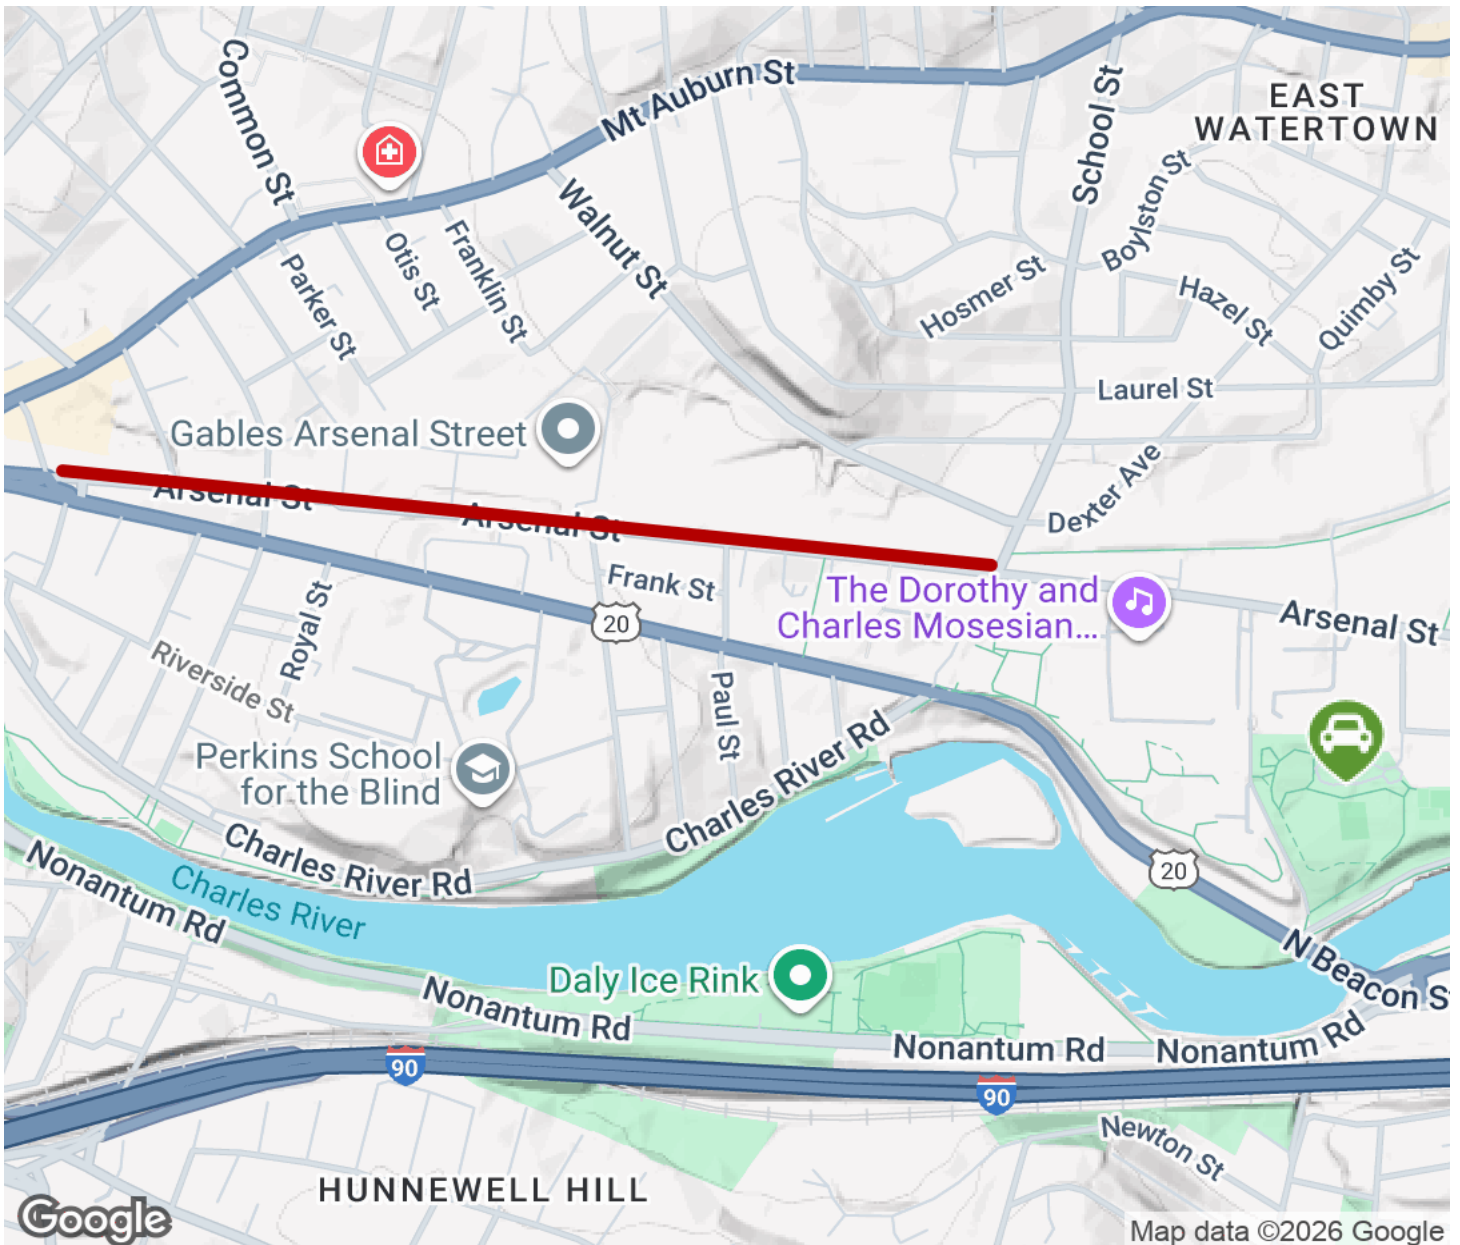 Common St
Mt Auburn St
School St
EAST
WATERTOWN
Boylston St
Otis St
Franklin St
Walnut St
Parker St
Hosmer St
Hazel St
Quimby St
Laurel St
Gables Arsenal Street
Dexter Ave
Arsenal St
Arsenal St
Frank St
The Dorothy and
Charles Mosesian...
Arsenal St
20
Royal St
Riverside St
Paul St
Perkins School
for the Blind
Charles River Rd
Charles River Rd
20
Nonantum Rd
Charles River
N Beacon S
Daly Ice Rink
Nonantum Rd
Nonantum Rd
Nonantum Rd
90
90
Newton St
HUNNEWELL HILL
Google
Map data ©2026 Google